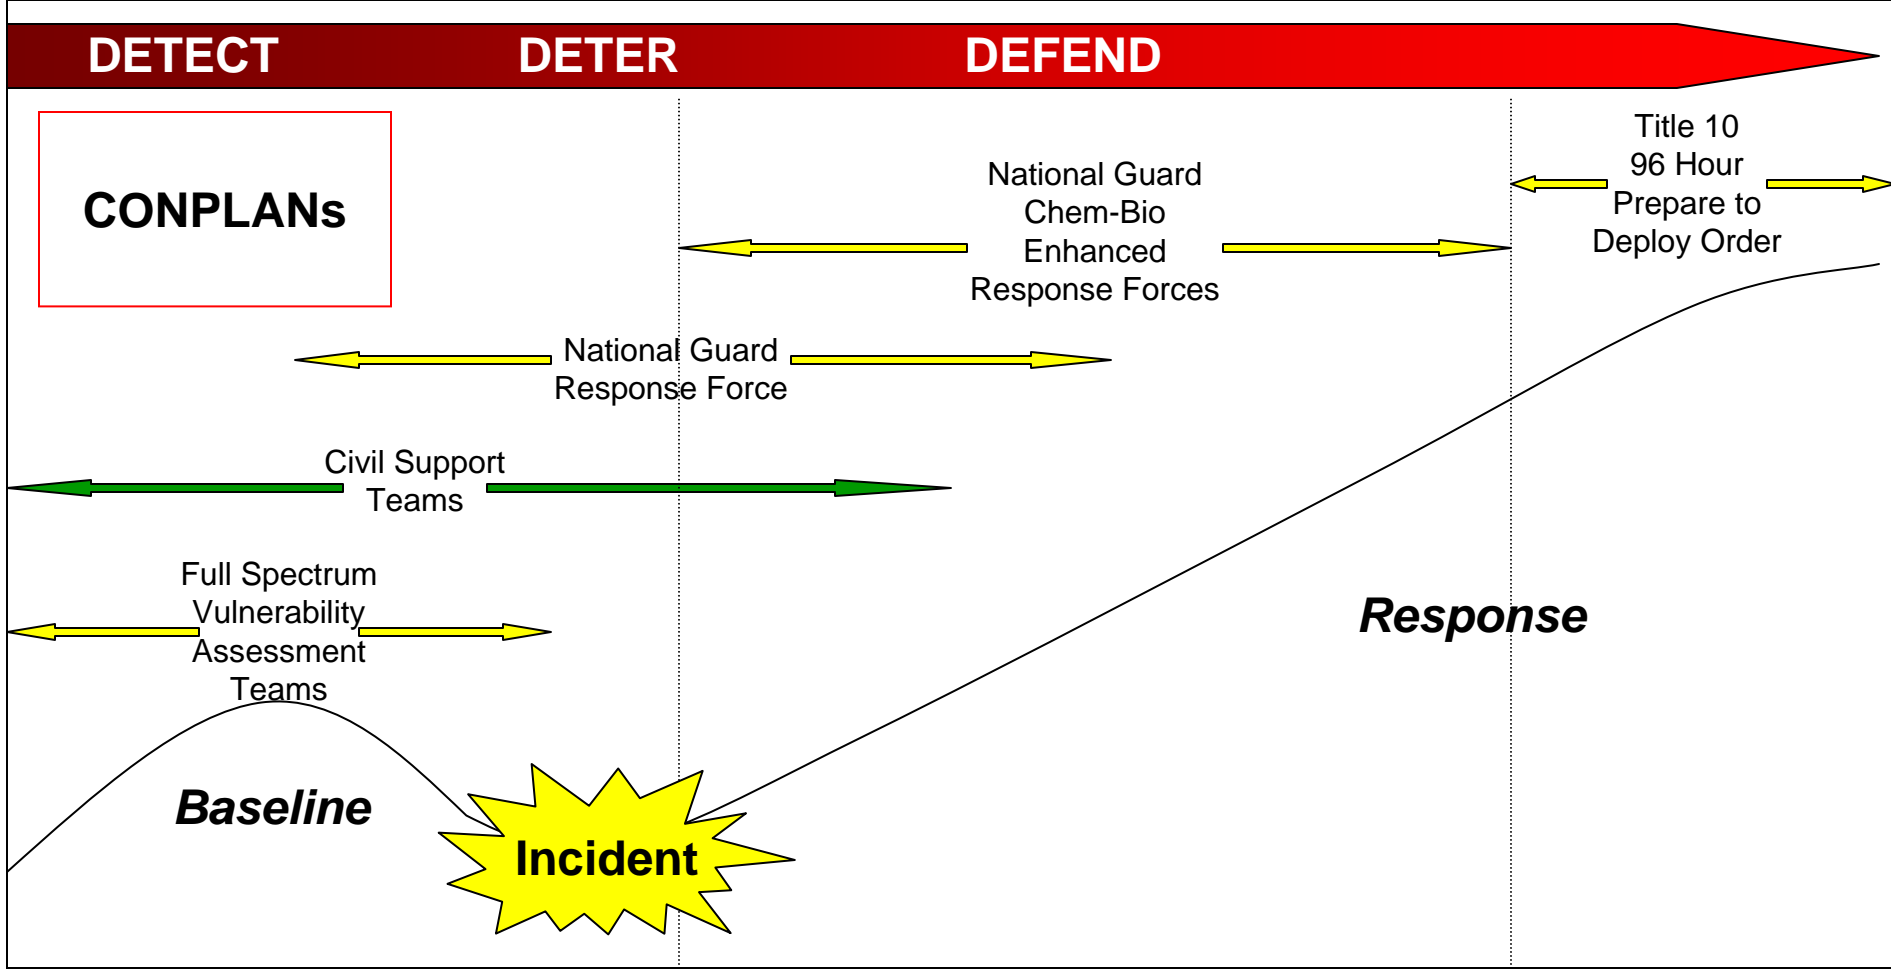 DETECT DETER DEFEND
CONPLANs
Title 10
96 Hour
Prepare to
Deploy Order
National Guard
Chem-Bio
Enhanced
Response Forces
National Guard
Response Force
Civil Support
Teams
Full Spectrum
Vulnerability
Assessment
Teams
Response
Baseline
Incident